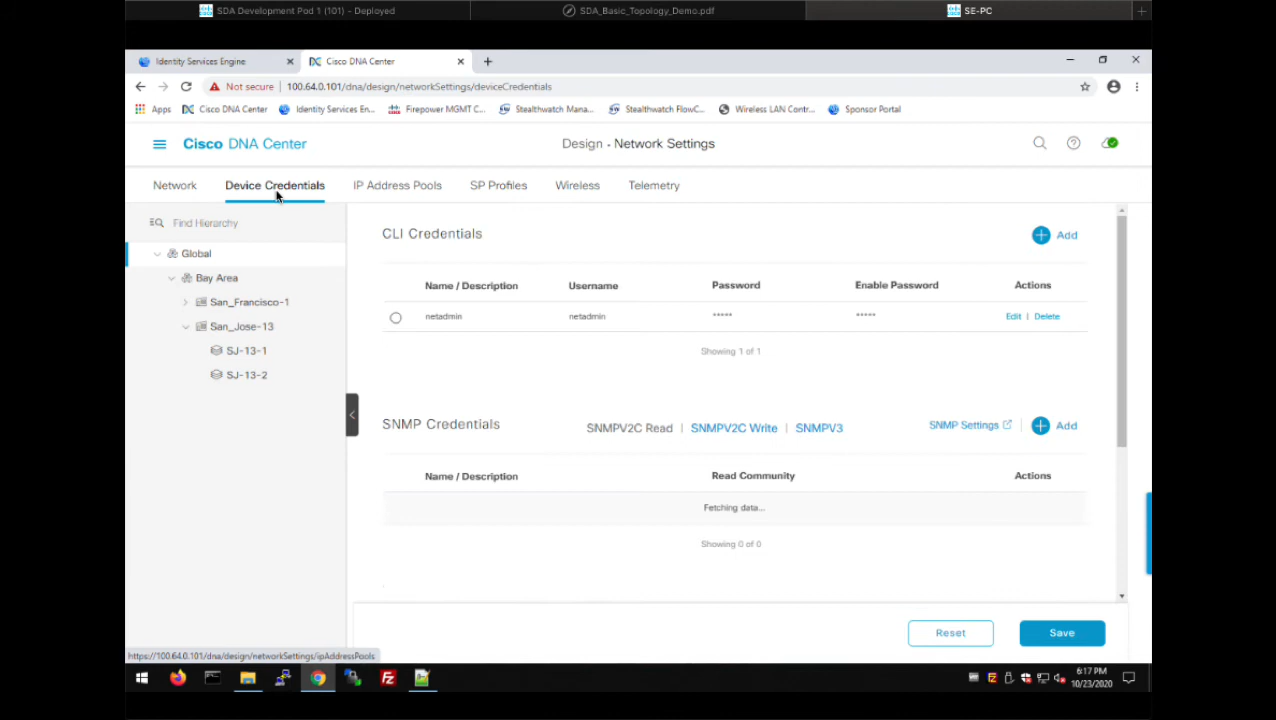 SDA Development Pod 1 (101) - Deployed
SDA_Basic_Topology_Demo.pdf
SE-PC
Identity Services Engine
Cisco DNA Center
Not secure | 100.64.0.101/dna/design/networkSettings/deviceCredentials
Apps Cisco DNA Center Identity Services En... Firepower MGMT C... Stealthwatch Mana... Stealthwatch FlowC... Wireless LAN Contr... Sponsor Portal
Cisco DNA Center
Design - Network Settings
Network Device Credentials IP Address Pools SP Profiles Wireless Telemetry
Find Hierarchy
Global
Bay Area
San_Francisco-1
San_Jose-13
SJ-13-1
SJ-13-2
CLI Credentials
Add
Name / Description Username Password Enable Password Actions
netadmin netadmin ***** ***** Edit | Delete
Showing 1 of 1
SNMP Credentials SNMPV2C Read | SNMPV2C Write | SNMPV3 SNMP Settings | Add
Name / Description Read Community Actions
Fetching data...
Showing 0 of 0
Reset Save
https://100.64.0.101/dna/design/networkSettings/ipAddressPools
6:17 PM
10/23/2020